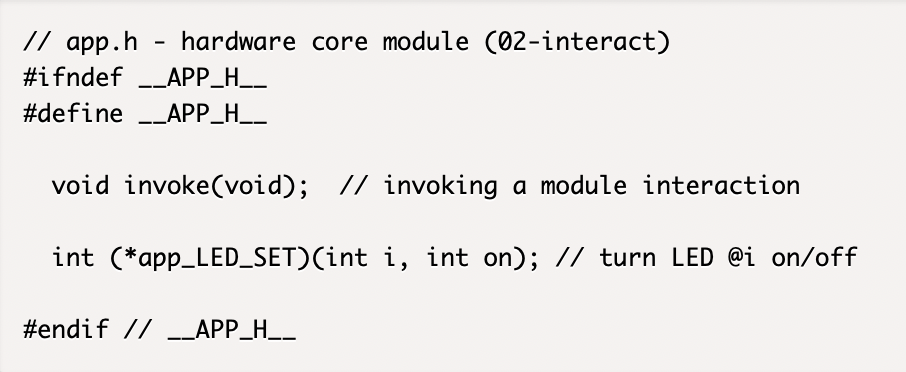 // app.h - hardware core module (02-interact)
#ifndef __APP_H__
#define __APP_H__
void invoke(void);  // invoking a module interaction
int (*app_LED_SET)(int i, int on); // turn LED @i on/off
#endif // __APP_H__